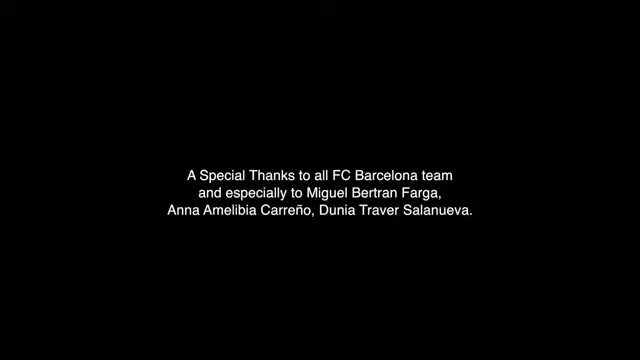 A Special Thanks to all FC Barcelona team
and especially to Miguel Bertran Farga,
Anna Amelibia Carreño, Dunia Traver Salanueva.